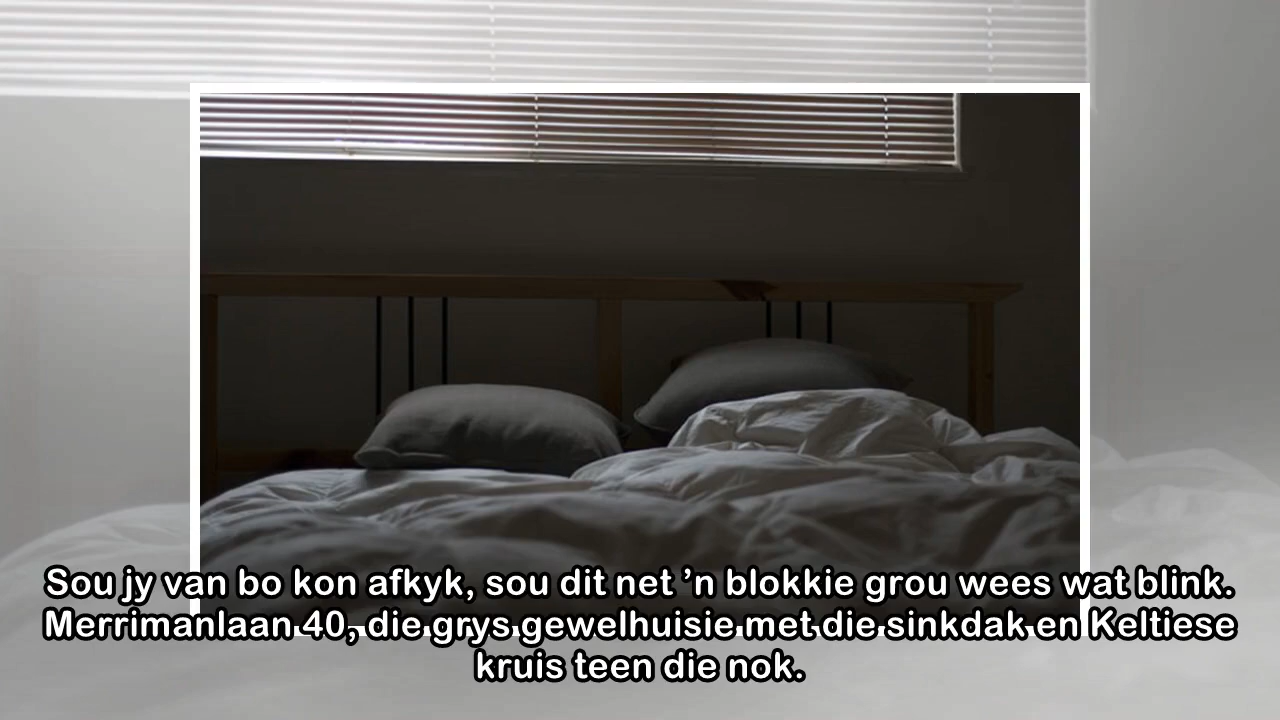 Sou jy van bo kon afkyk, sou dit net ’n blokkie grou wees wat blink.
Merrimanlaan 40, die grys gewelhuisie met die sinkdak en Keltiese
kruis teen die nok.